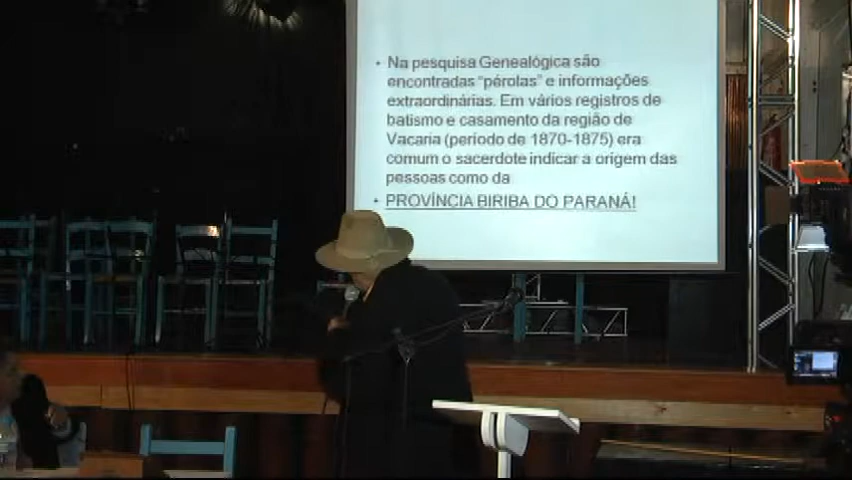 • Na pesquisa Genealógica são
encontradas “pérolas” e informações
extraordinárias. Em vários registros de
batismo e casamento da região de
Vacaria (período de 1870-1875) era
comum o sacerdote indicar a origem das
pessoas como da
• PROVÍNCIA BIRIBA DO PARANÁ!